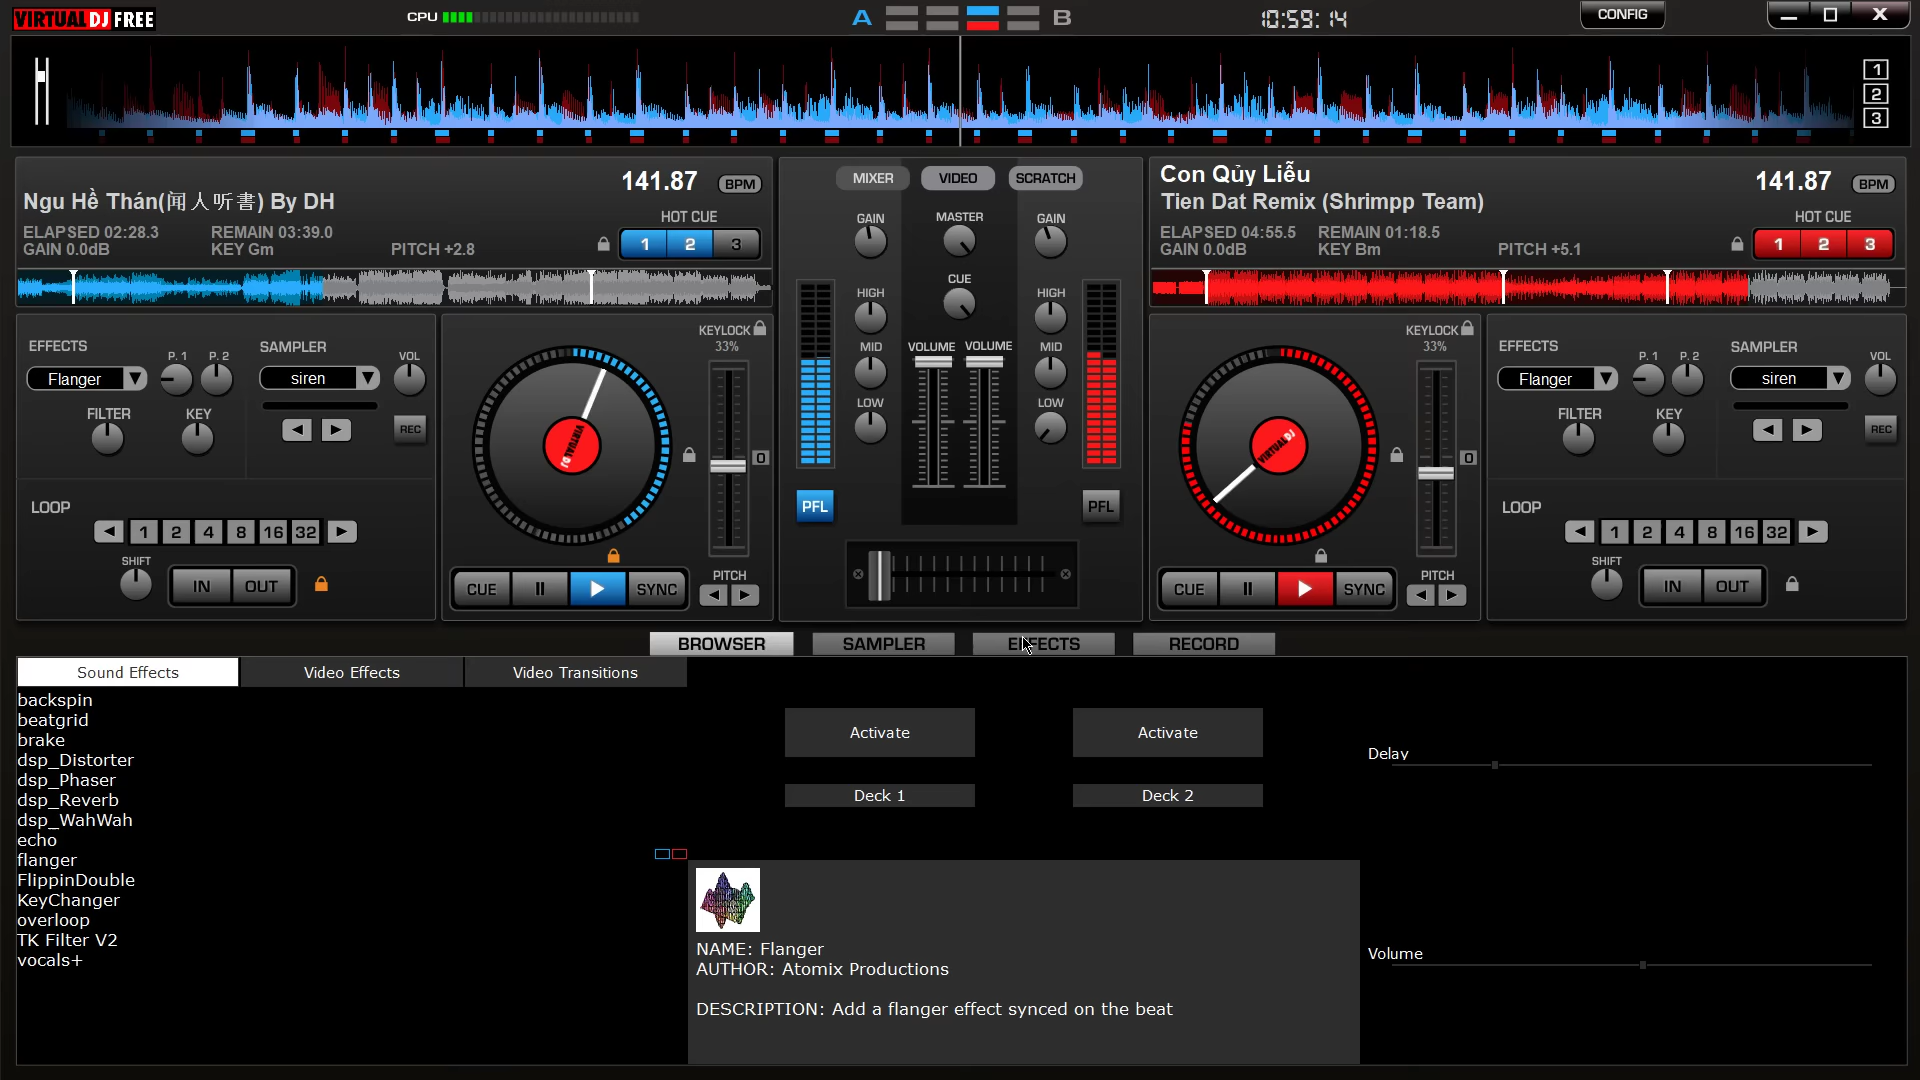 VIRTUAL DJ FREE
CPU
A
B
10:59:14
CONFIG
1
2
3
Ngu Hề Thán(闻人听書) By DH
141.87 BPM
HOT CUE
ELAPSED 02:28.3 REMAIN 03:39.0
GAIN 0.0dB KEY Gm PITCH +2.8
1 2 3
MIXER VIDEO SCRATCH
GAIN MASTER GAIN
CUE
HIGH HIGH
MID VOLUME VOLUME MID
LOW LOW
PFL PFL
Con Qủy Liễu
Tien Dat Remix (Shrimpp Team)
141.87 BPM
HOT CUE
ELAPSED 04:55.5 REMAIN 01:18.5
GAIN 0.0dB KEY Bm PITCH +5.1
1 2 3
EFFECTS P. 1 P. 2 SAMPLER VOL
Flanger siren
FILTER KEY REC
LOOP
1 2 4 8 16 32
SHIFT
IN OUT
KEYLOCK
33%
VIRTUAL DJ
0
CUE SYNC
PITCH
KEYLOCK
33%
VIRTUAL DJ
0
CUE SYNC
PITCH
EFFECTS P. 1 P. 2 SAMPLER VOL
Flanger siren
FILTER KEY REC
LOOP
1 2 4 8 16 32
SHIFT
IN OUT
BROWSER SAMPLER EFFECTS RECORD
Sound Effects Video Effects Video Transitions
backspin
beatgrid
brake
dsp_Distorter
dsp_Phaser
dsp_Reverb
dsp_WahWah
echo
flanger
FlippinDouble
KeyChanger
overloop
TK Filter V2
vocals+
Activate Activate
Deck 1 Deck 2
Delay
Volume
NAME: Flanger
AUTHOR: Atomix Productions
DESCRIPTION: Add a flanger effect synced on the beat